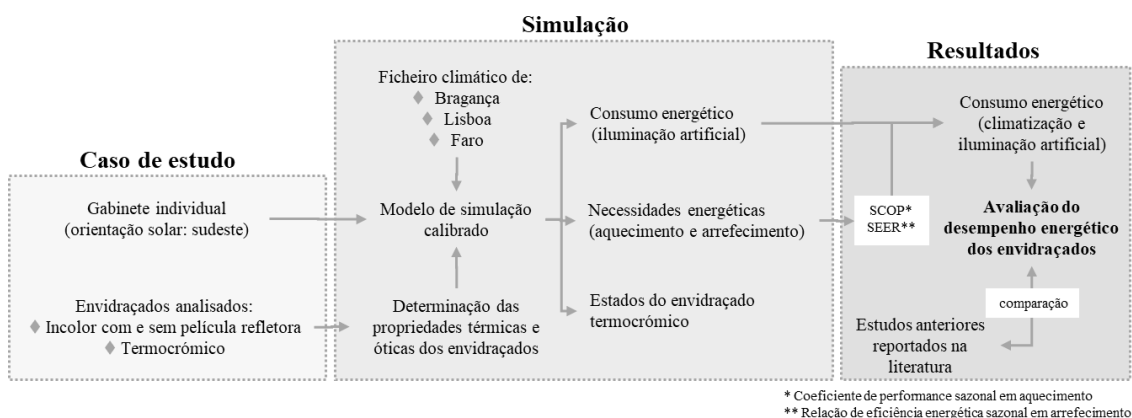 Simulação
Resultados
Caso de estudo
Gabinete individual
(orientação solar: sudeste)
Envidraçados analisados:
♦ Incolor com e sem película refletora
♦ Termocrómico
Ficheiro climático de:
♦ Bragança
♦ Lisboa
♦ Faro
Modelo de simulação
calibrado
Determinação das
propriedades térmicas e
óticas dos envidraçados
Consumo energético
(iluminação artificial)
Necessidades energéticas
(aquecimento e arrefecimento)
Estados do envidraçado
termocrómico
SCOP*
SEER**
Consumo energético
(climatização e
iluminação artificial)
Avaliação do
desempenho energético
dos envidraçados
comparação
Estudos anteriores
reportados na
literatura
* Coeficiente de performance sazonal em aquecimento
** Relação de eficiência energética sazonal em arrefecimento